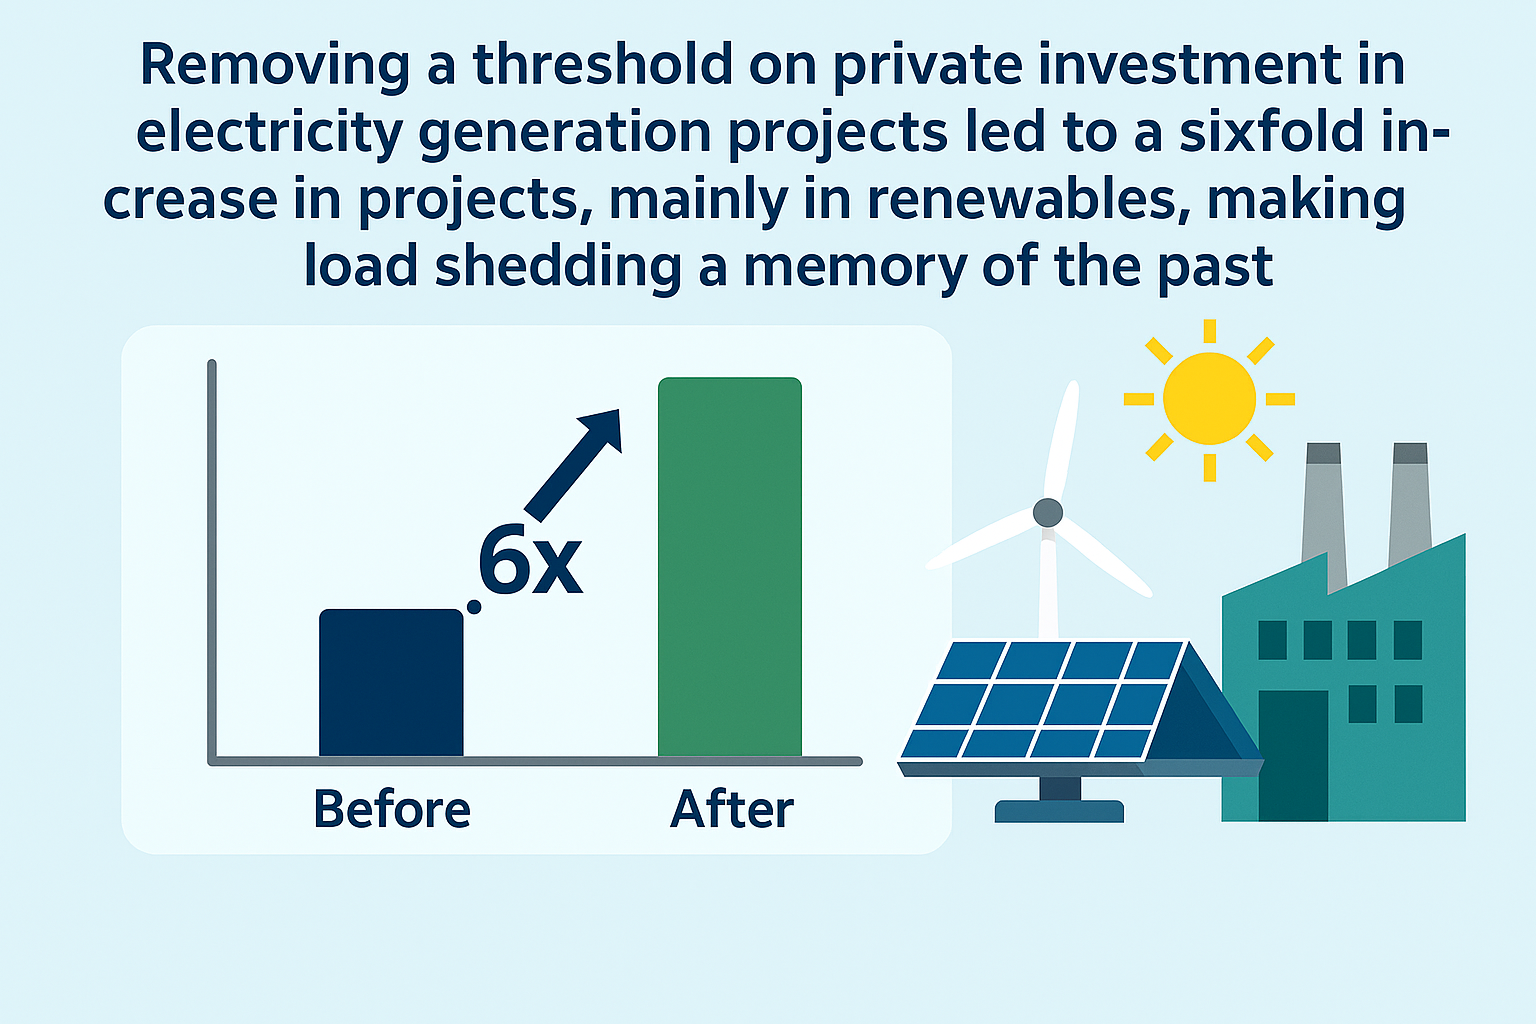 Removing a threshold on private investment in
electricity generation projects led to a sixfold in-
crease in projects, mainly in renewables, making
load shedding a memory of the past
6x
Before
After